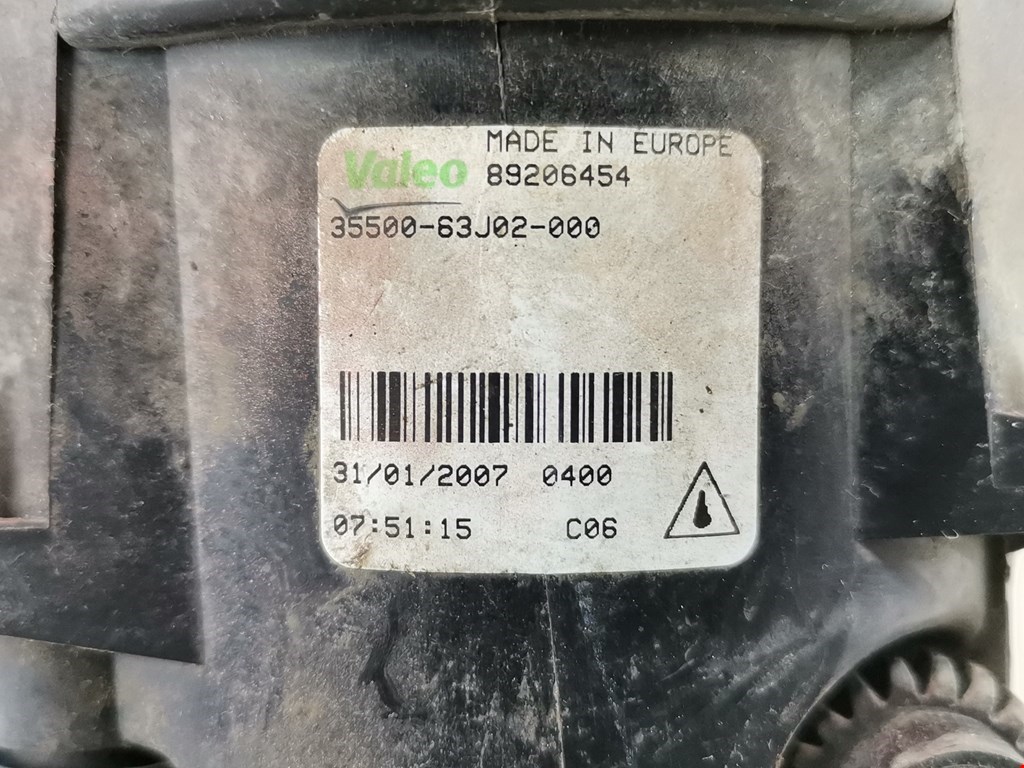 MADE IN EUROPE
Valeo 89206454
35500-63J02-000
31/01/2007 0400
07:51:15 C06